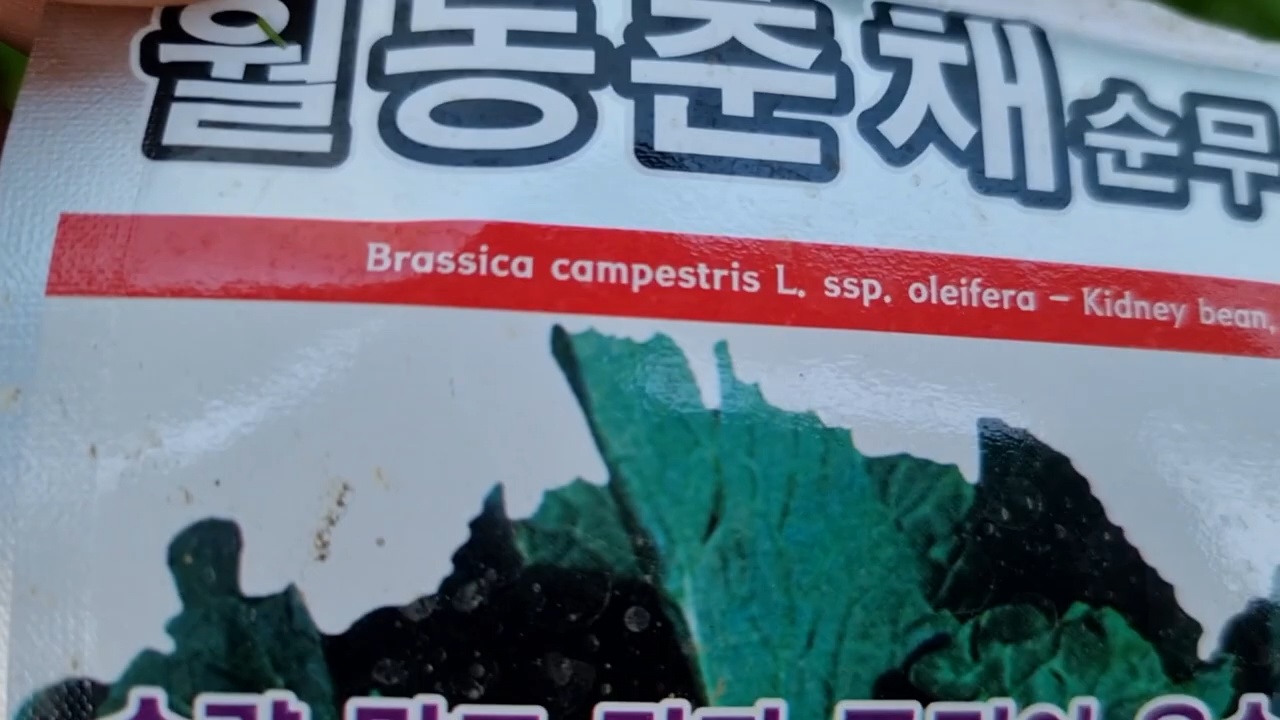 월동춘채 순무
Brassica campestris L. ssp. oleifera – Kidney bean,